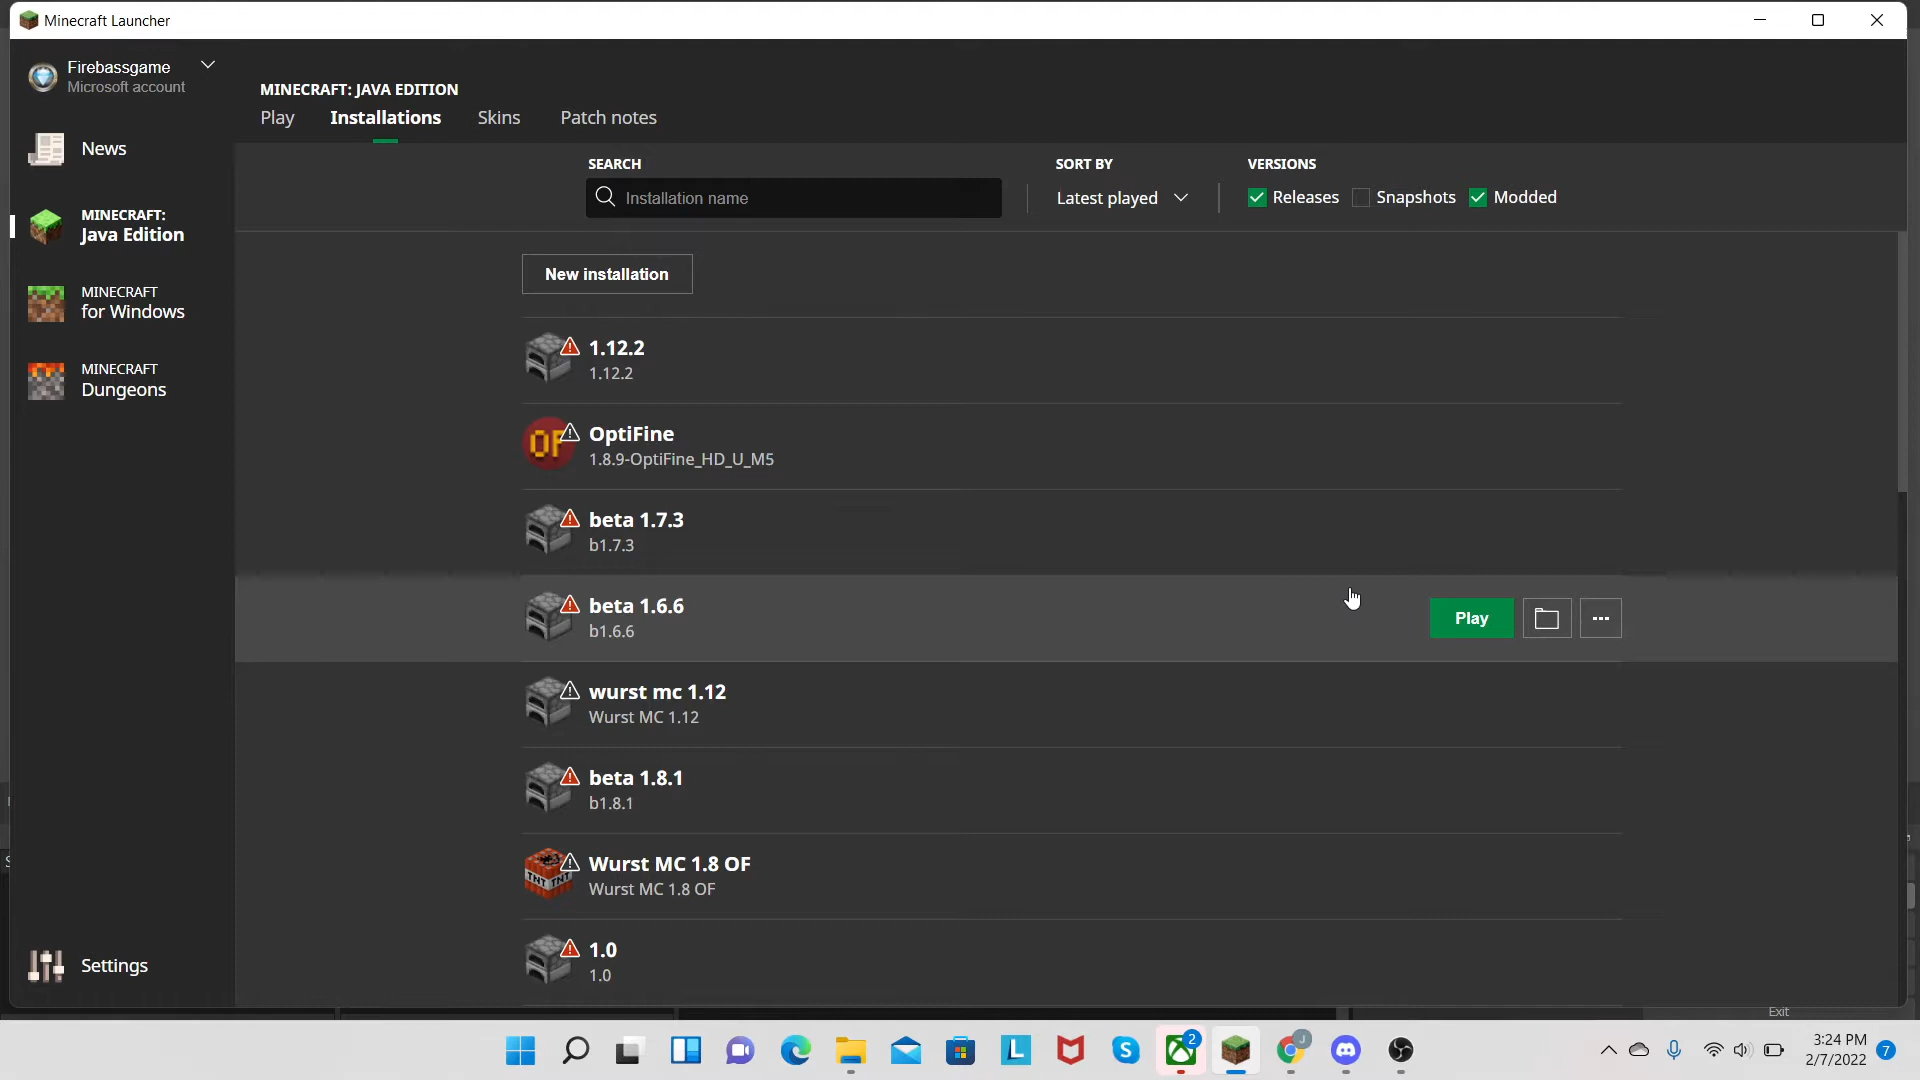 Minecraft Launcher
Firebassgame
Microsoft account
MINECRAFT: JAVA EDITION
Play Installations Skins Patch notes
News
MINECRAFT:
Java Edition
MINECRAFT
for Windows
MINECRAFT
Dungeons
Settings
SEARCH SORT BY VERSIONS
Installation name Latest played Releases Snapshots Modded
New installation
1.12.2
1.12.2
OF OptiFine
1.8.9-OptiFine_HD_U_M5
beta 1.7.3
b1.7.3
beta 1.6.6
b1.6.6
Play
wurst mc 1.12
Wurst MC 1.12
beta 1.8.1
b1.8.1
TNT TNT Wurst MC 1.8 OF
Wurst MC 1.8 OF
1.0
1.0
Exit
L S 2 J
3:24 PM
2/7/2022 7